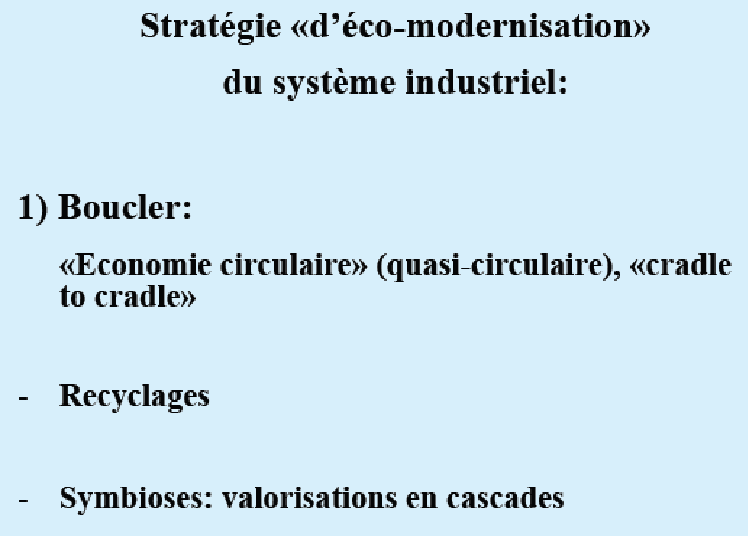 Stratégie «d’éco-modernisation»
du système industriel:
1) Boucler:
«Economie circulaire» (quasi-circulaire), «cradle
to cradle»
- Recyclages
- Symbioses: valorisations en cascades